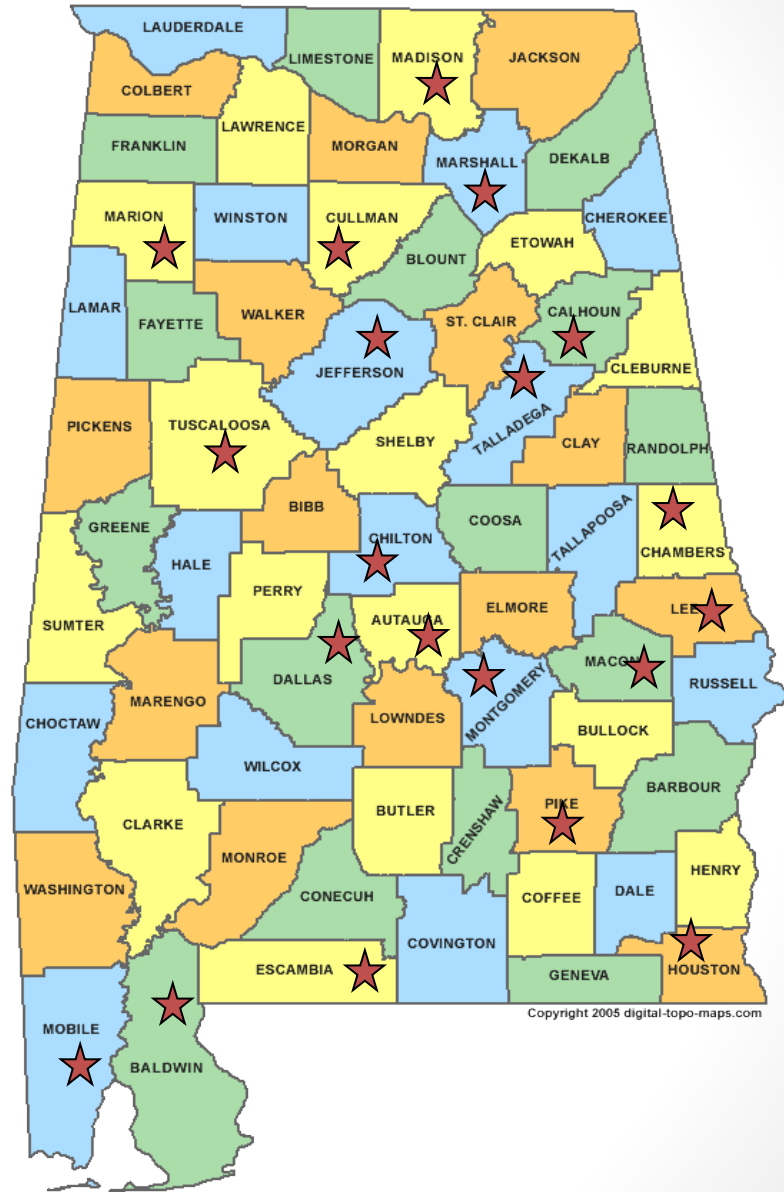 LAUDERDALE
LIMESTONE
MADISON
JACKSON
COLBERT
LAWRENCE
FRANKLIN
MORGAN
MARSHALL
DEKALB
MARION
WINSTON
CULLMAN
CHEROKEE
ETOWAH
BLOUNT
LAMAR
FAYETTE
WALKER
ST. CLAIR
CALHOUN
JEFFERSON
CLEBURNE
PICKENS
TUSCALOOSA
SHELBY
TALLADEGA
CLAY
RANDOLPH
BIBB
GREENE
HALE
CHILTON
COOSA
TALLAPOOSA
CHAMBERS
PERRY
SUMTER
AUTAUGA
ELMORE
LEE
MACON
DALLAS
MARENGO
LOWNDES
MONTGOMERY
RUSSELL
CHOCTAW
BULLOCK
WILCOX
BARBOUR
CLARKE
BUTLER
CRENSHAW
PIKE
MONROE
WASHINGTON
CONECUH
COFFEE
DALE
HENRY
COVINGTON
ESCAMBIA
GENEVA
HOUSTON
Copyright 2005 digital-topo-maps.com
MOBILE
BALDWIN